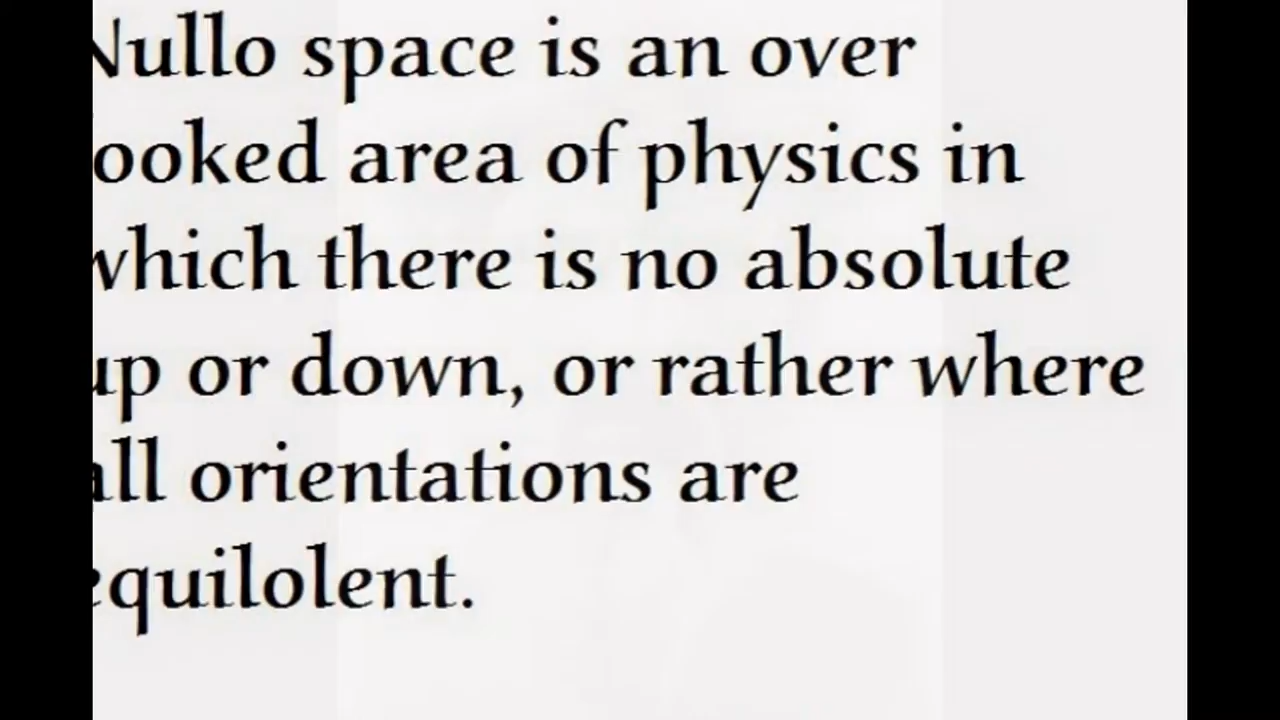 Nullo space is an over
looked area of physics in
which there is no absolute
up or down, or rather where
all orientations are
equilolent.